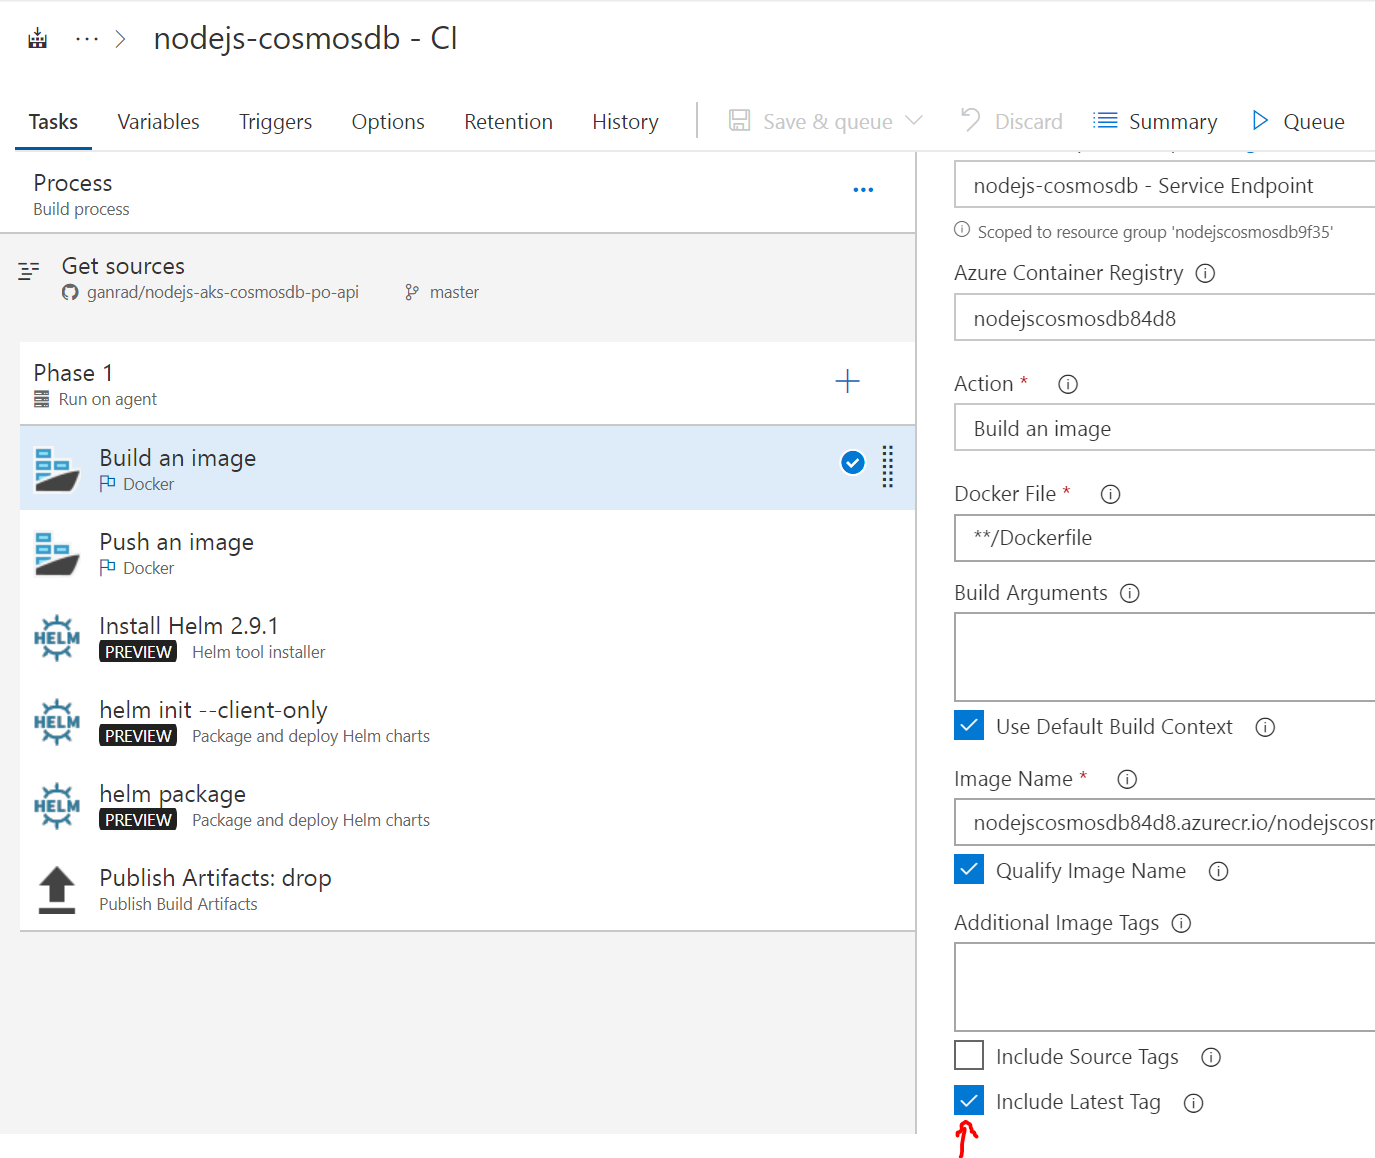 nodejs-cosmosdb - CI
Tasks Variables Triggers Options Retention History Save & queue Discard Summary Queue
Process
Build process
Get sources
ganrad/nodejs-aks-cosmosdb-po-api master
Phase 1
Run on agent
Build an image
Docker
Push an image
Docker
HELM
Install Helm 2.9.1
PREVIEW Helm tool installer
HELM
helm init --client-only
PREVIEW Package and deploy Helm charts
HELM
helm package
PREVIEW Package and deploy Helm charts
Publish Artifacts: drop
Publish Build Artifacts
nodejs-cosmosdb - Service Endpoint
Scoped to resource group 'nodejscosmosdb9f35'
Azure Container Registry
nodejscosmosdb84d8
Action *
Build an image
Docker File *
**/Dockerfile
Build Arguments
Use Default Build Context
Image Name *
nodejscosmosdb84d8.azurecr.io/nodejscosm
Qualify Image Name
Additional Image Tags
Include Source Tags
Include Latest Tag